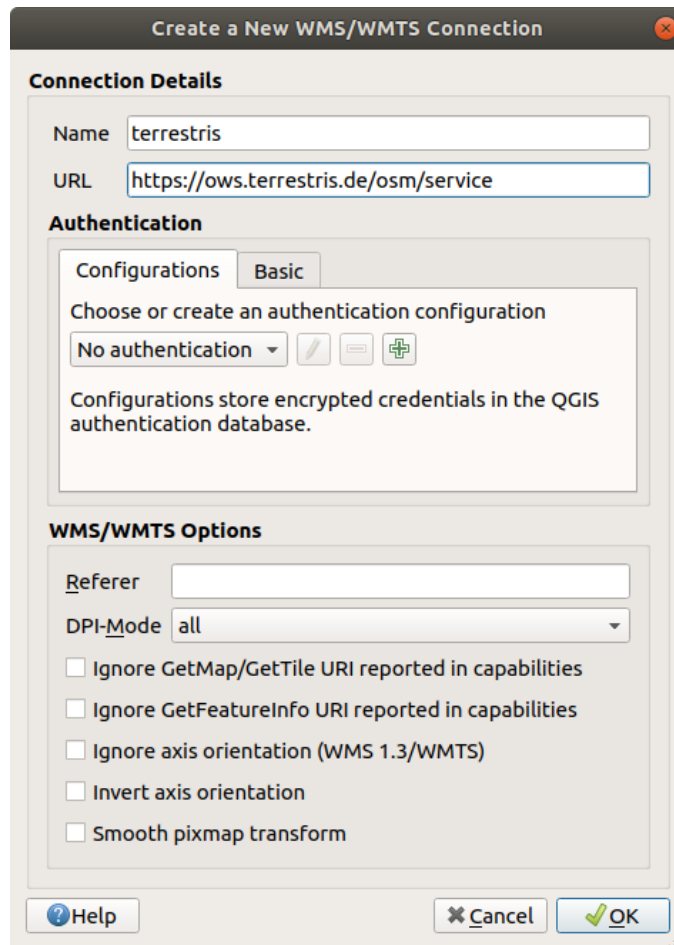 Create a New WMS/WMTS Connection
Connection Details
Name terrestris
URL https://ows.terrestris.de/osm/service
Authentication
Configurations Basic
Choose or create an authentication configuration
No authentication
Configurations store encrypted credentials in the QGIS
authentication database.
WMS/WMTS Options
Referer
DPI-Mode all
Ignore GetMap/GetTile URI reported in capabilities
Ignore GetFeatureInfo URI reported in capabilities
Ignore axis orientation (WMS 1.3/WMTS)
Invert axis orientation
Smooth pixmap transform
Help Cancel OK